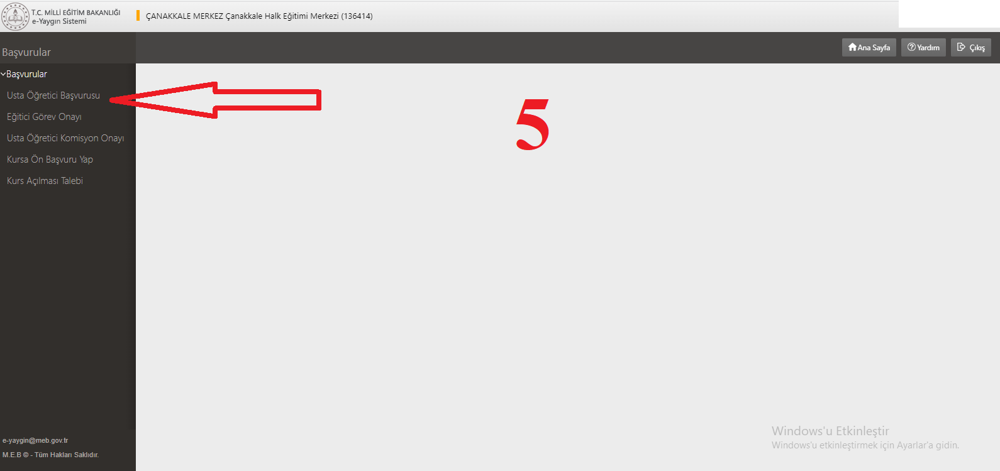 T.C. MİLLİ EĞİTİM BAKANLIĞI
e-Yaygın Sistemi
ÇANAKKALE MERKEZ Çanakkale Halk Eğitimi Merkezi (136414)
Başvurular
Ana Sayfa
Yardım
Çıkış
Başvurular
Usta Öğretici Başvurusu
Eğitici Görev Onayı
Usta Öğretici Komisyon Onayı
Kursa Ön Başvuru Yap
Kurs Açılması Talebi
5
e-yaygin@meb.gov.tr
M.E.B © - Tüm Hakları Saklıdır.
Windows'u Etkinleştir
Windows'u etkinleştirmek için Ayarlar'a gidin.